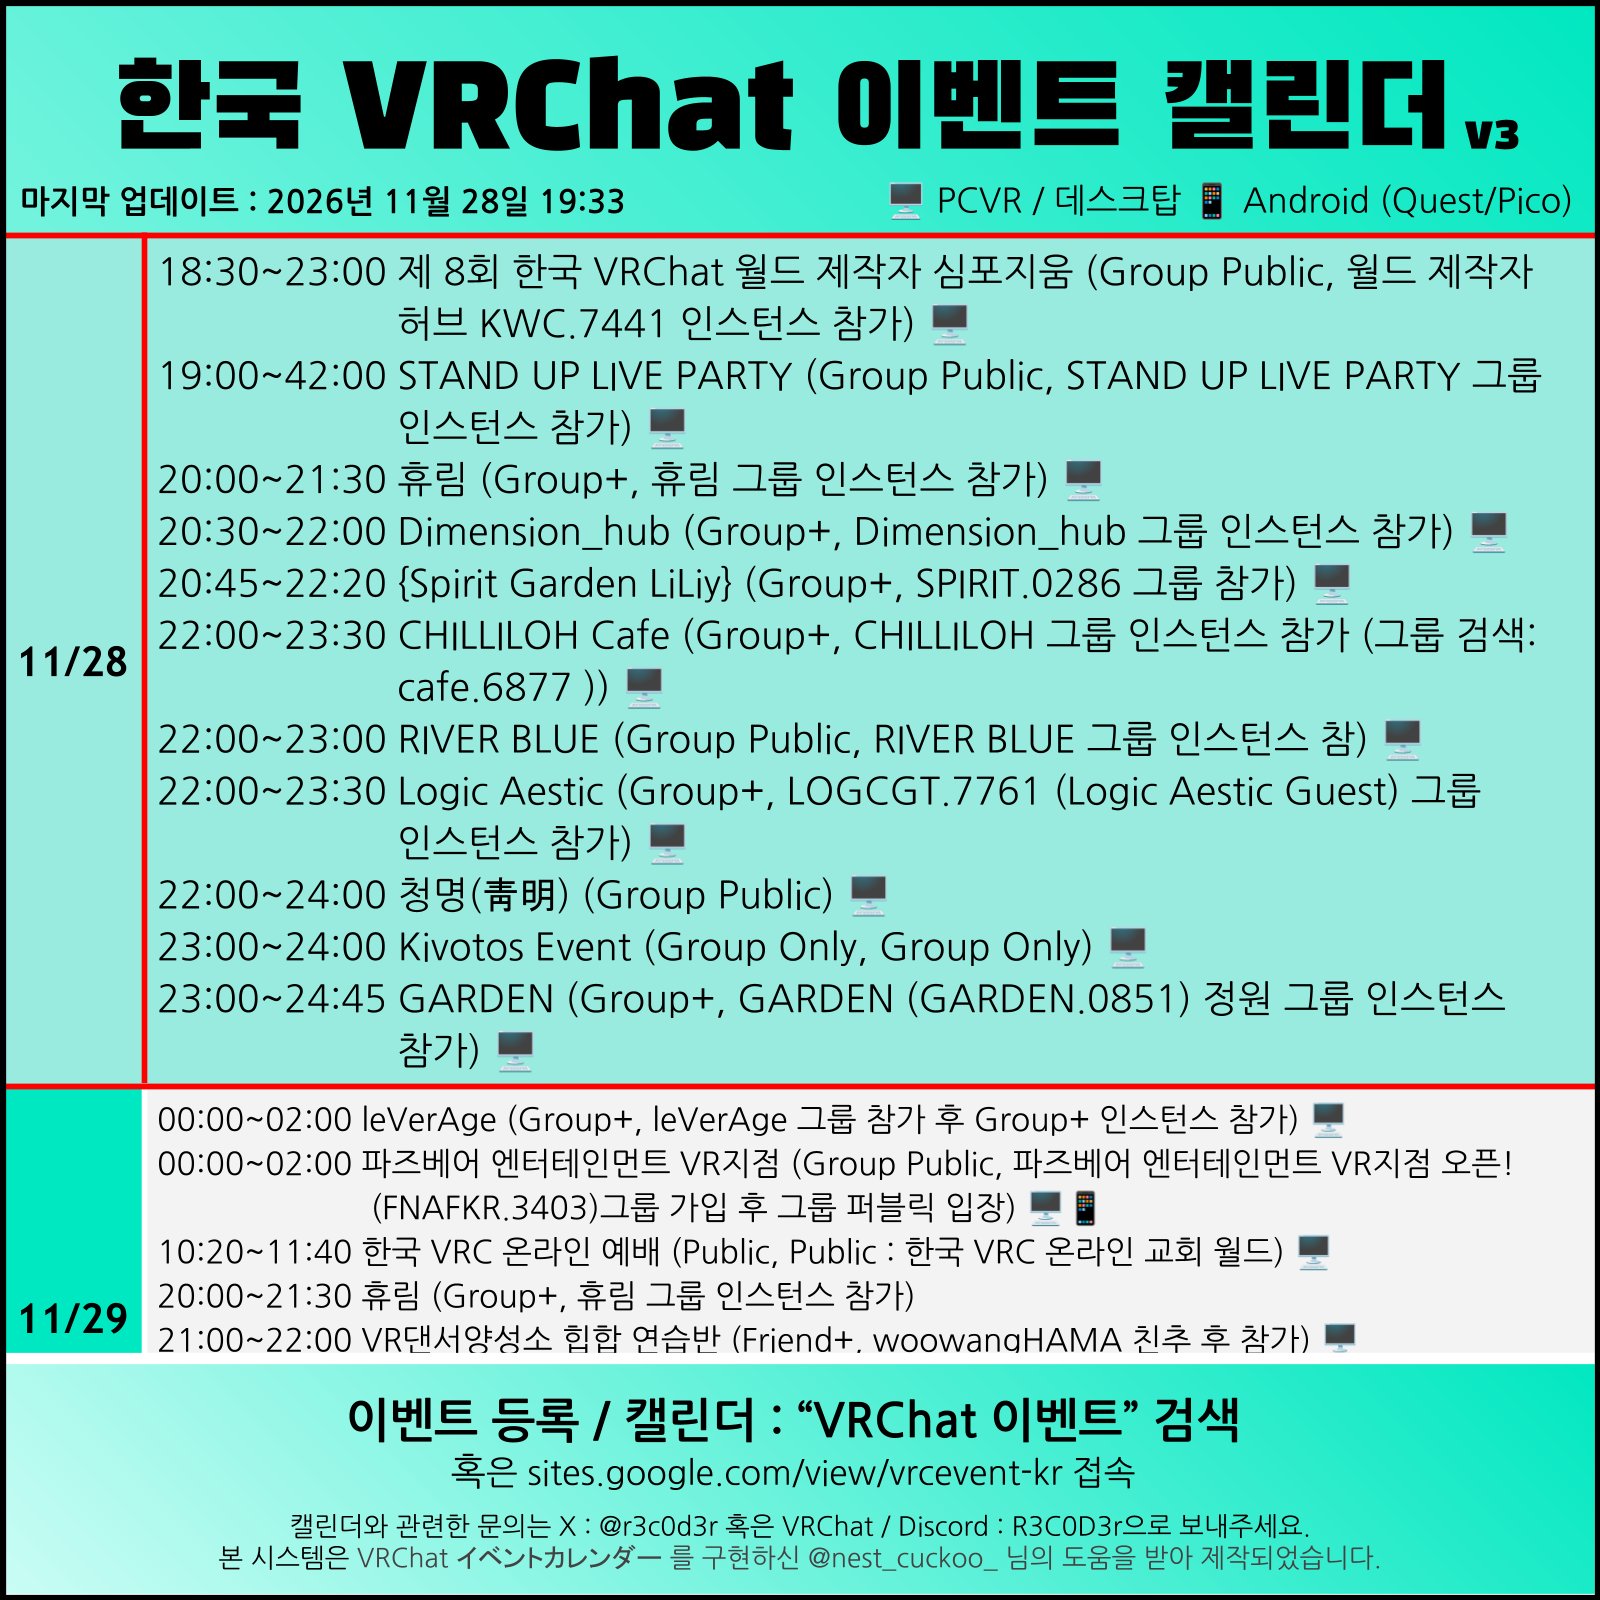 한국 VRChat 이벤트 캘린더 v3
마지막 업데이트 : 2026년 11월 28일 19:33
🖥️ PCVR / 데스크탑 📱 Android (Quest/Pico)
11/28
18:30~23:00 제 8회 한국 VRChat 월드 제작자 심포지움 (Group Public, 월드 제작자
허브 KWC.7441 인스턴스 참가) 🖥️
19:00~42:00 STAND UP LIVE PARTY (Group Public, STAND UP LIVE PARTY 그룹
인스턴스 참가) 🖥️
20:00~21:30 휴림 (Group+, 휴림 그룹 인스턴스 참가) 🖥️
20:30~22:00 Dimension_hub (Group+, Dimension_hub 그룹 인스턴스 참가) 🖥️
20:45~22:20 {Spirit Garden LiLiy} (Group+, SPIRIT.0286 그룹 참가) 🖥️
22:00~23:30 CHILLILOH Cafe (Group+, CHILLILOH 그룹 인스턴스 참가 (그룹 검색:
cafe.6877 )) 🖥️
22:00~23:00 RIVER BLUE (Group Public, RIVER BLUE 그룹 인스턴스 참) 🖥️
22:00~23:30 Logic Aestic (Group+, LOGCGT.7761 (Logic Aestic Guest) 그룹
인스턴스 참가) 🖥️
22:00~24:00 청명(靑明) (Group Public) 🖥️
23:00~24:00 Kivotos Event (Group Only, Group Only) 🖥️
23:00~24:45 GARDEN (Group+, GARDEN (GARDEN.0851) 정원 그룹 인스턴스
참가) 🖥️
11/29
00:00~02:00 leVerAge (Group+, leVerAge 그룹 참가 후 Group+ 인스턴스 참가) 🖥️
00:00~02:00 파즈베어 엔터테인먼트 VR지점 (Group Public, 파즈베어 엔터테인먼트 VR지점 오픈!
(FNAFKR.3403)그룹 가입 후 그룹 퍼블릭 입장) 🖥️📱
10:20~11:40 한국 VRC 온라인 예배 (Public, Public : 한국 VRC 온라인 교회 월드) 🖥️
20:00~21:30 휴림 (Group+, 휴림 그룹 인스턴스 참가)
21:00~22:00 VR댄서양성소 힙합 연습반 (Friend+, woowangHAMA 친추 후 참가) 🖥️
이벤트 등록 / 캘린더 : “VRChat 이벤트” 검색
혹은 sites.google.com/view/vrcevent-kr 접속
캘린더와 관련한 문의는 X : @r3c0d3r 혹은 VRChat / Discord : R3C0D3r으로 보내주세요.
본 시스템은 VRChat イベントカレンダー 를 구현하신 @nest_cuckoo_ 님의 도움을 받아 제작되었습니다.